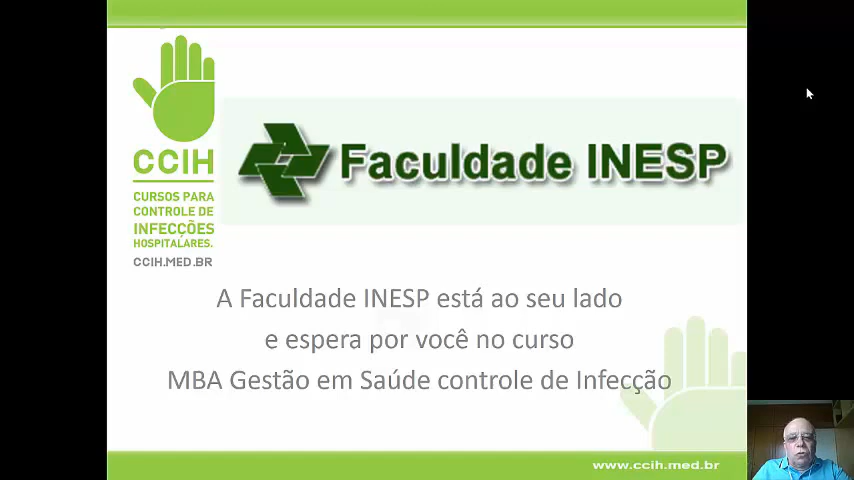 CCIH
CURSOS PARA
CONTROLE DE
INFECÇÕES
HOSPITALARES.
CCIH.MED.BR
Faculdade INESP
A Faculdade INESP está ao seu lado
e espera por você no curso
MBA Gestão em Saúde controle de Infecção
www.ccih.med.br